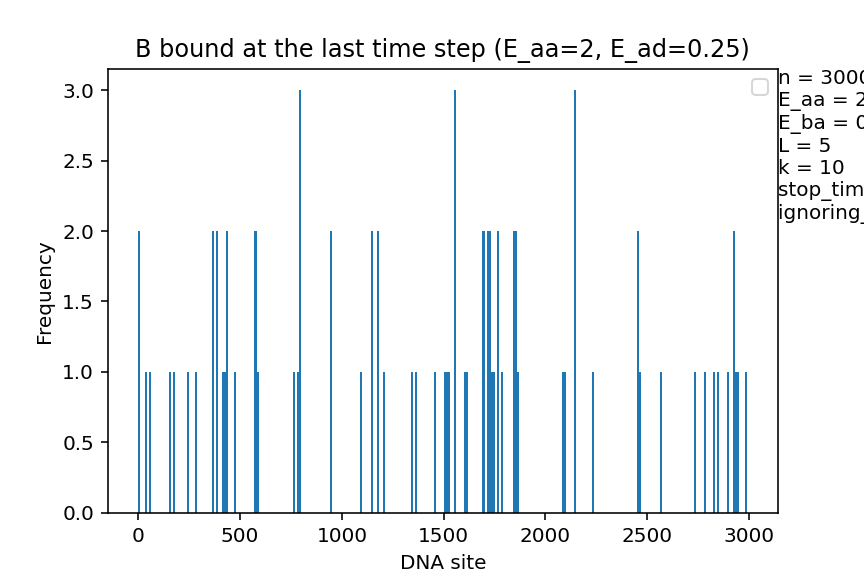 B bound at the last time step (E_aa=2, E_ad=0.25)
n = 3000
E_aa = 2
E_ba = 0
L = 5
k = 10
stop_tim
ignoring_
3.0
2.5
2.0
1.5
1.0
0.5
0.0
Frequency
0 500 1000 1500 2000 2500 3000
DNA site